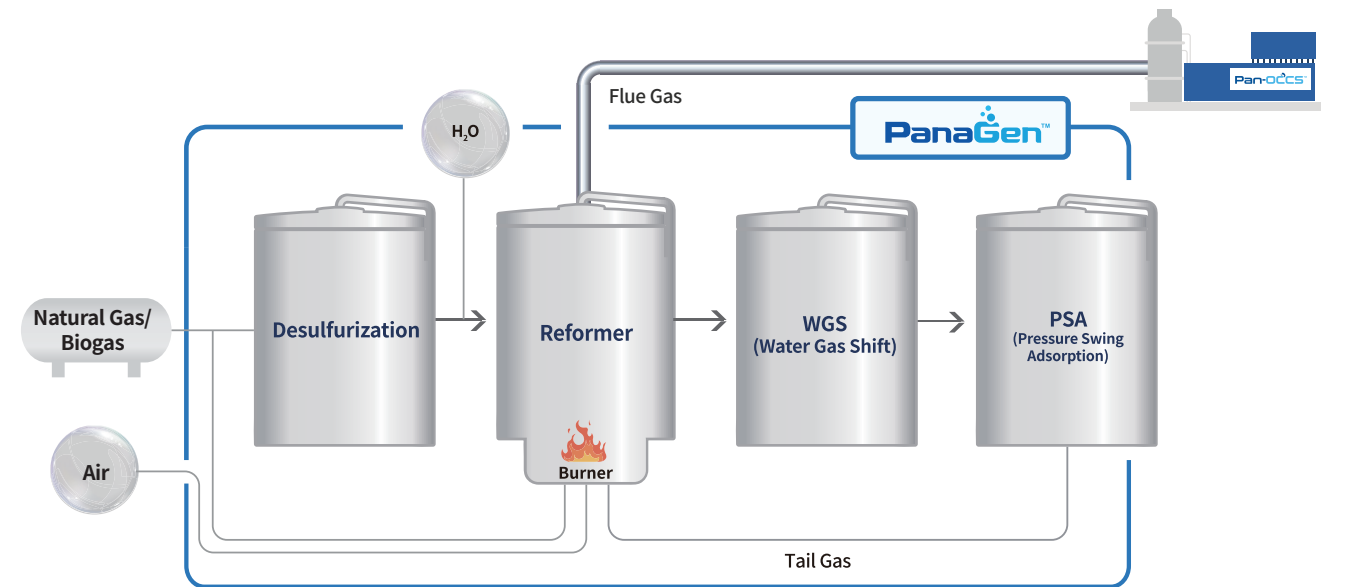 Flue Gas
Pan-OCCS™
PanaGen™
H₂O
Natural Gas/
Biogas
Desulfurization
Reformer
WGS
(Water Gas Shift)
PSA
(Pressure Swing
Adsorption)
Air
Burner
Tail Gas